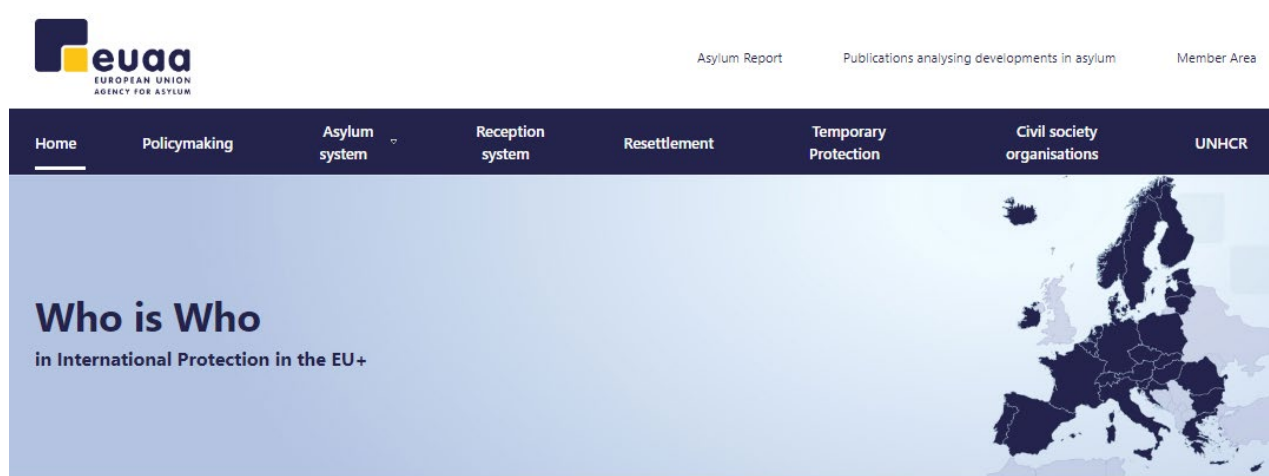 euaa
EUROPEAN UNION
AGENCY FOR ASYLUM
Asylum Report Publications analysing developments in asylum Member Area
Home Policymaking Asylum system Reception system Resettlement Temporary Protection Civil society organisations UNHCR
Who is Who
in International Protection in the EU+